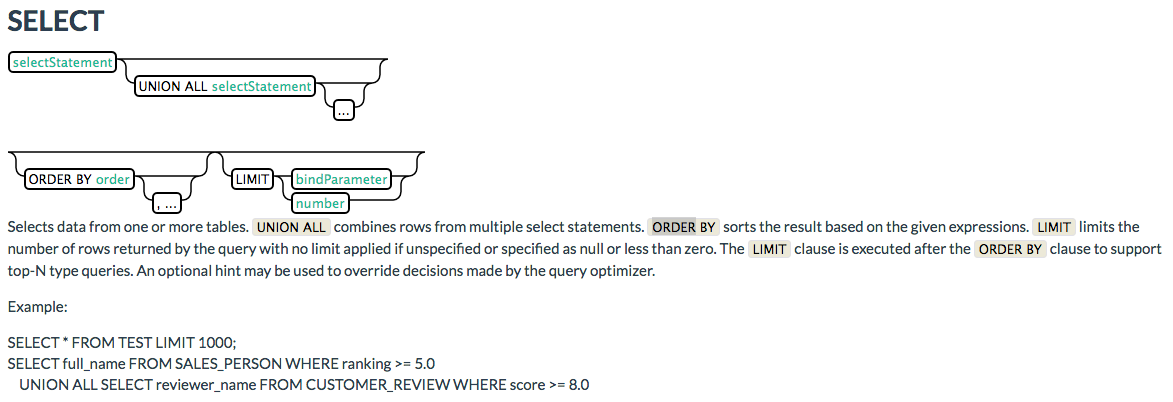 SELECT
selectStatement
UNION ALL selectStatement
...
ORDER BY order
, ...
LIMIT
bindParameter
number
Selects data from one or more tables. UNION ALL combines rows from multiple select statements. ORDER BY sorts the result based on the given expressions. LIMIT limits the
number of rows returned by the query with no limit applied if unspecified or specified as null or less than zero. The LIMIT clause is executed after the ORDER BY clause to support
top-N type queries. An optional hint may be used to override decisions made by the query optimizer.
Example:
SELECT * FROM TEST LIMIT 1000;
SELECT full_name FROM SALES_PERSON WHERE ranking >= 5.0
UNION ALL SELECT reviewer_name FROM CUSTOMER_REVIEW WHERE score >= 8.0